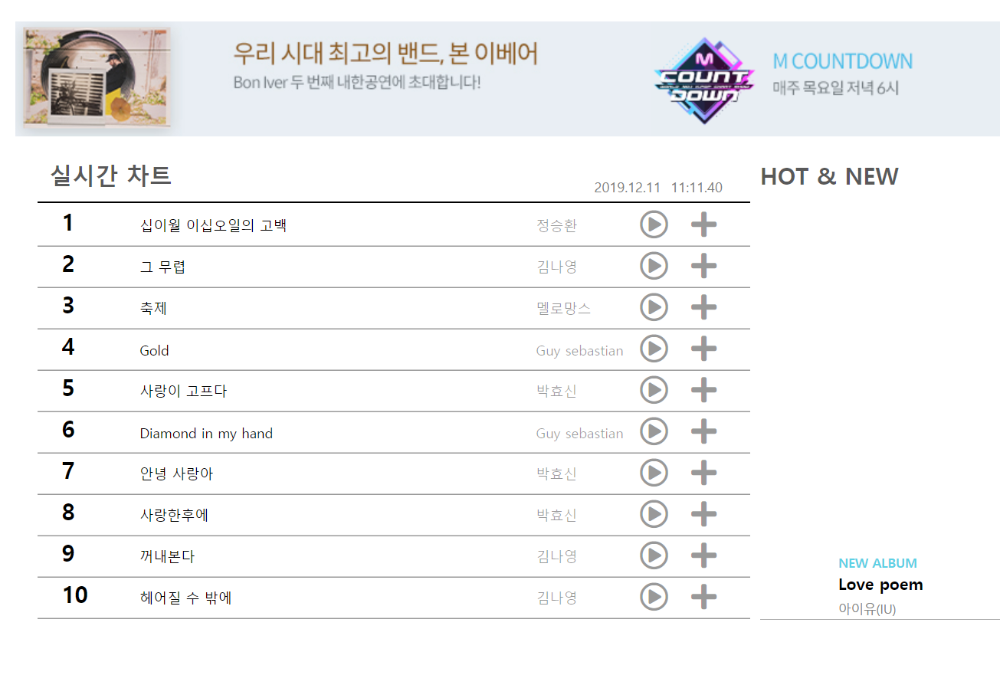 우리 시대 최고의 밴드, 본 이베어
Bon Iver 두 번째 내한공연에 초대합니다!
M
COUNT
DOWN
M COUNTDOWN
매주 목요일 저녁 6시
실시간 차트
2019.12.11 11:11.40
1 십이월 이십오일의 고백 정승환
2 그 무렵 김나영
3 축제 멜로망스
4 Gold Guy sebastian
5 사랑이 고프다 박효신
6 Diamond in my hand Guy sebastian
7 안녕 사랑아 박효신
8 사랑한후에 박효신
9 꺼내본다 김나영
10 헤어질 수 밖에 김나영
HOT & NEW
NEW ALBUM
Love poem
아이유(IU)